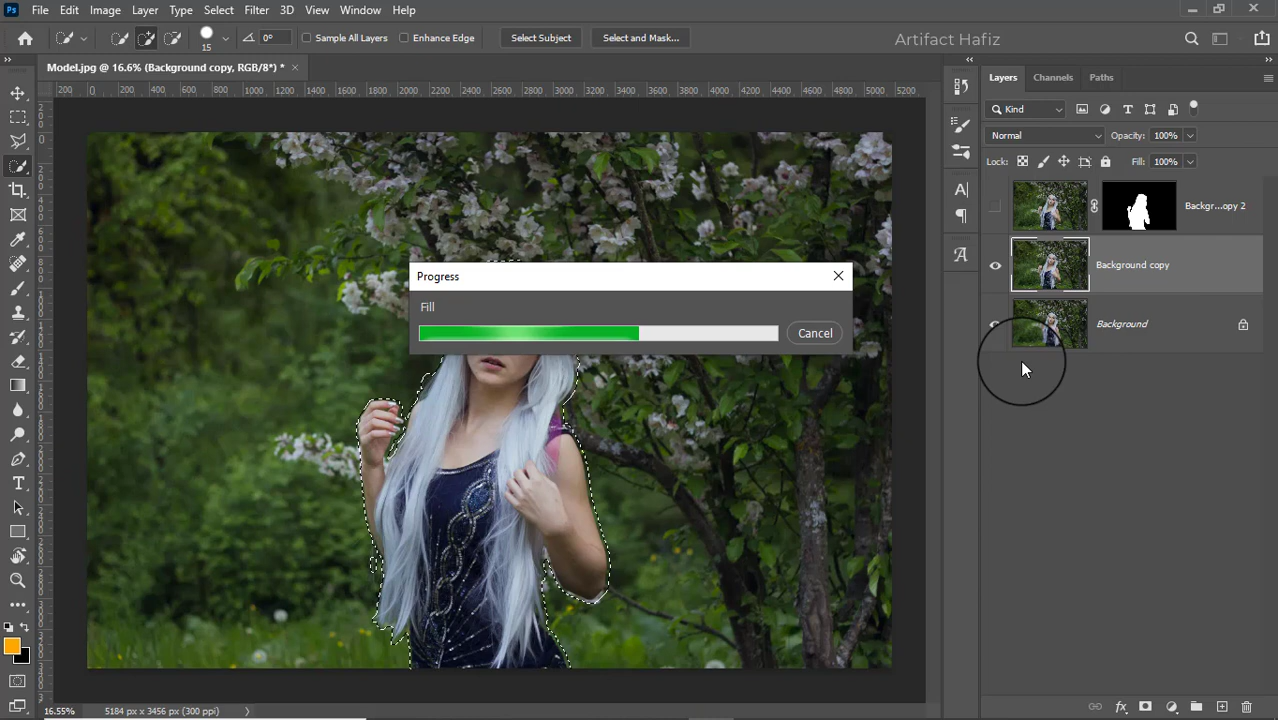 Ps File Edit Image Layer Type Select Filter 3D View Window Help
15 0° Sample All Layers Enhance Edge Select Subject Select and Mask... Artifact Hafiz
Model.jpg @ 16.6% (Background copy, RGB/8*) * ×
200 0 200 400 600 800 1000 1200 1400 1600 1800 2000 2200 2400 2600 2800 3000 3200 3400 3600 3800 4000 4200 4400 4600 4800 5000 5200
Layers Channels Paths
Kind
Normal Opacity: 100%
Lock: Fill: 100%
Backgr...opy 2
Background copy
Background
Progress
Fill
Cancel
16.55% 5184 px x 3456 px (300 ppi)